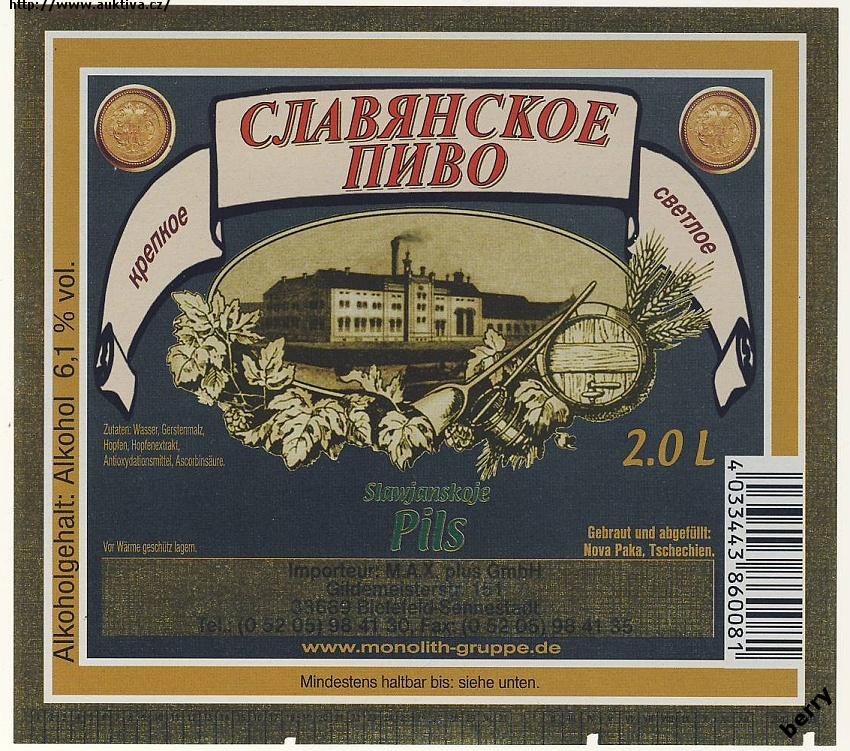 http://www.auktiva.cz/
СЛАВЯНСКОЕ
ПИВО
крепкое
светлое
Alkoholgehalt: Alkohol 6,1 % vol.
Zutaten: Wasser, Gerstenmalz,
Hopfen, Hopfenextrakt,
Antioxydationsmittel, Ascorbinsäure.
2.0 L
Slawjanskoje
Pils
Vor Wärme geschützt lagern.
Gebraut und abgefüllt:
Nova Paka, Tschechien.
Importeur: M.A.X. plus GmbH
Gildemeisterstr. 151
33689 Bielefeld-Sennestadt
Tel.: (0 52 05) 98 41 30, Fax: (0 52 05) 98 41 35
www.monolith-gruppe.de
Mindestens haltbar bis: siehe unten.
4 033443 860081
berry